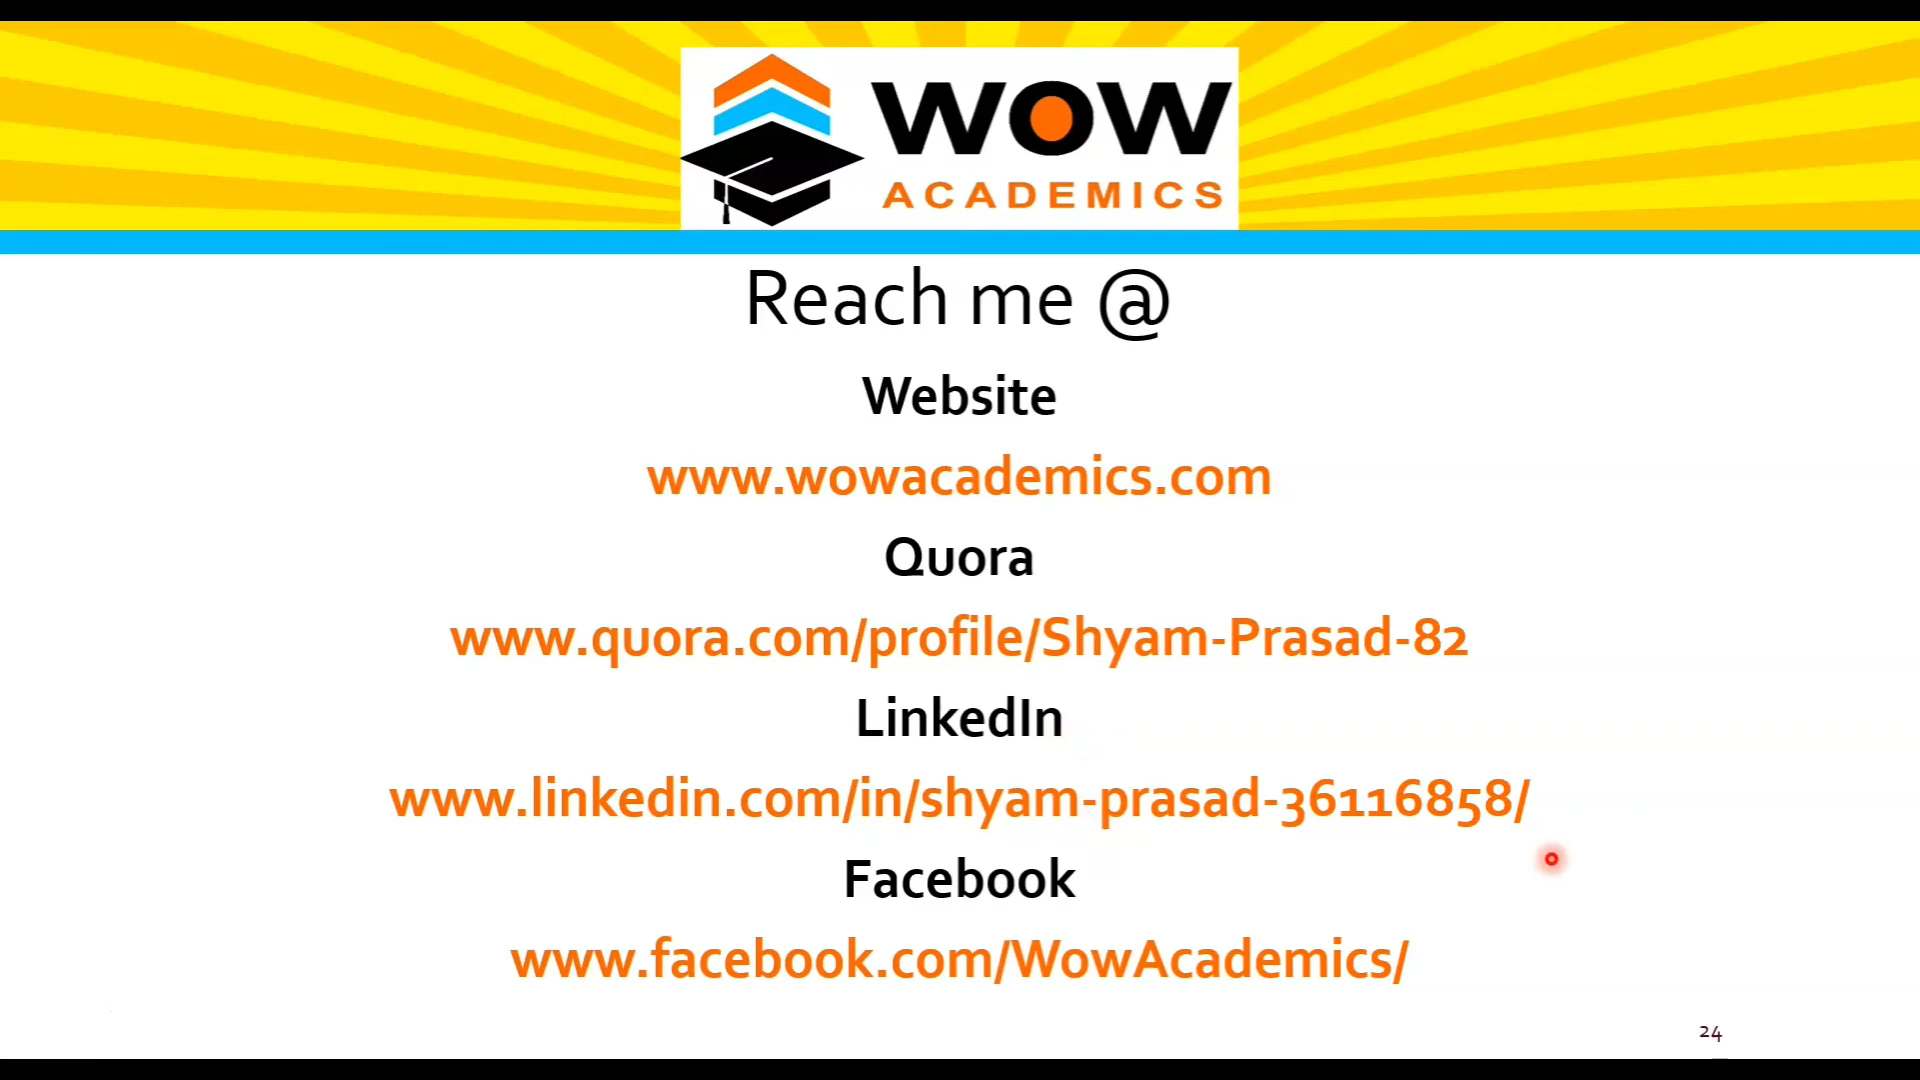 WOW
ACADEMICS
Reach me @
Website
www.wowacademics.com
Quora
www.quora.com/profile/Shyam-Prasad-82
LinkedIn
www.linkedin.com/in/shyam-prasad-36116858/
Facebook
www.facebook.com/WowAcademics/
24